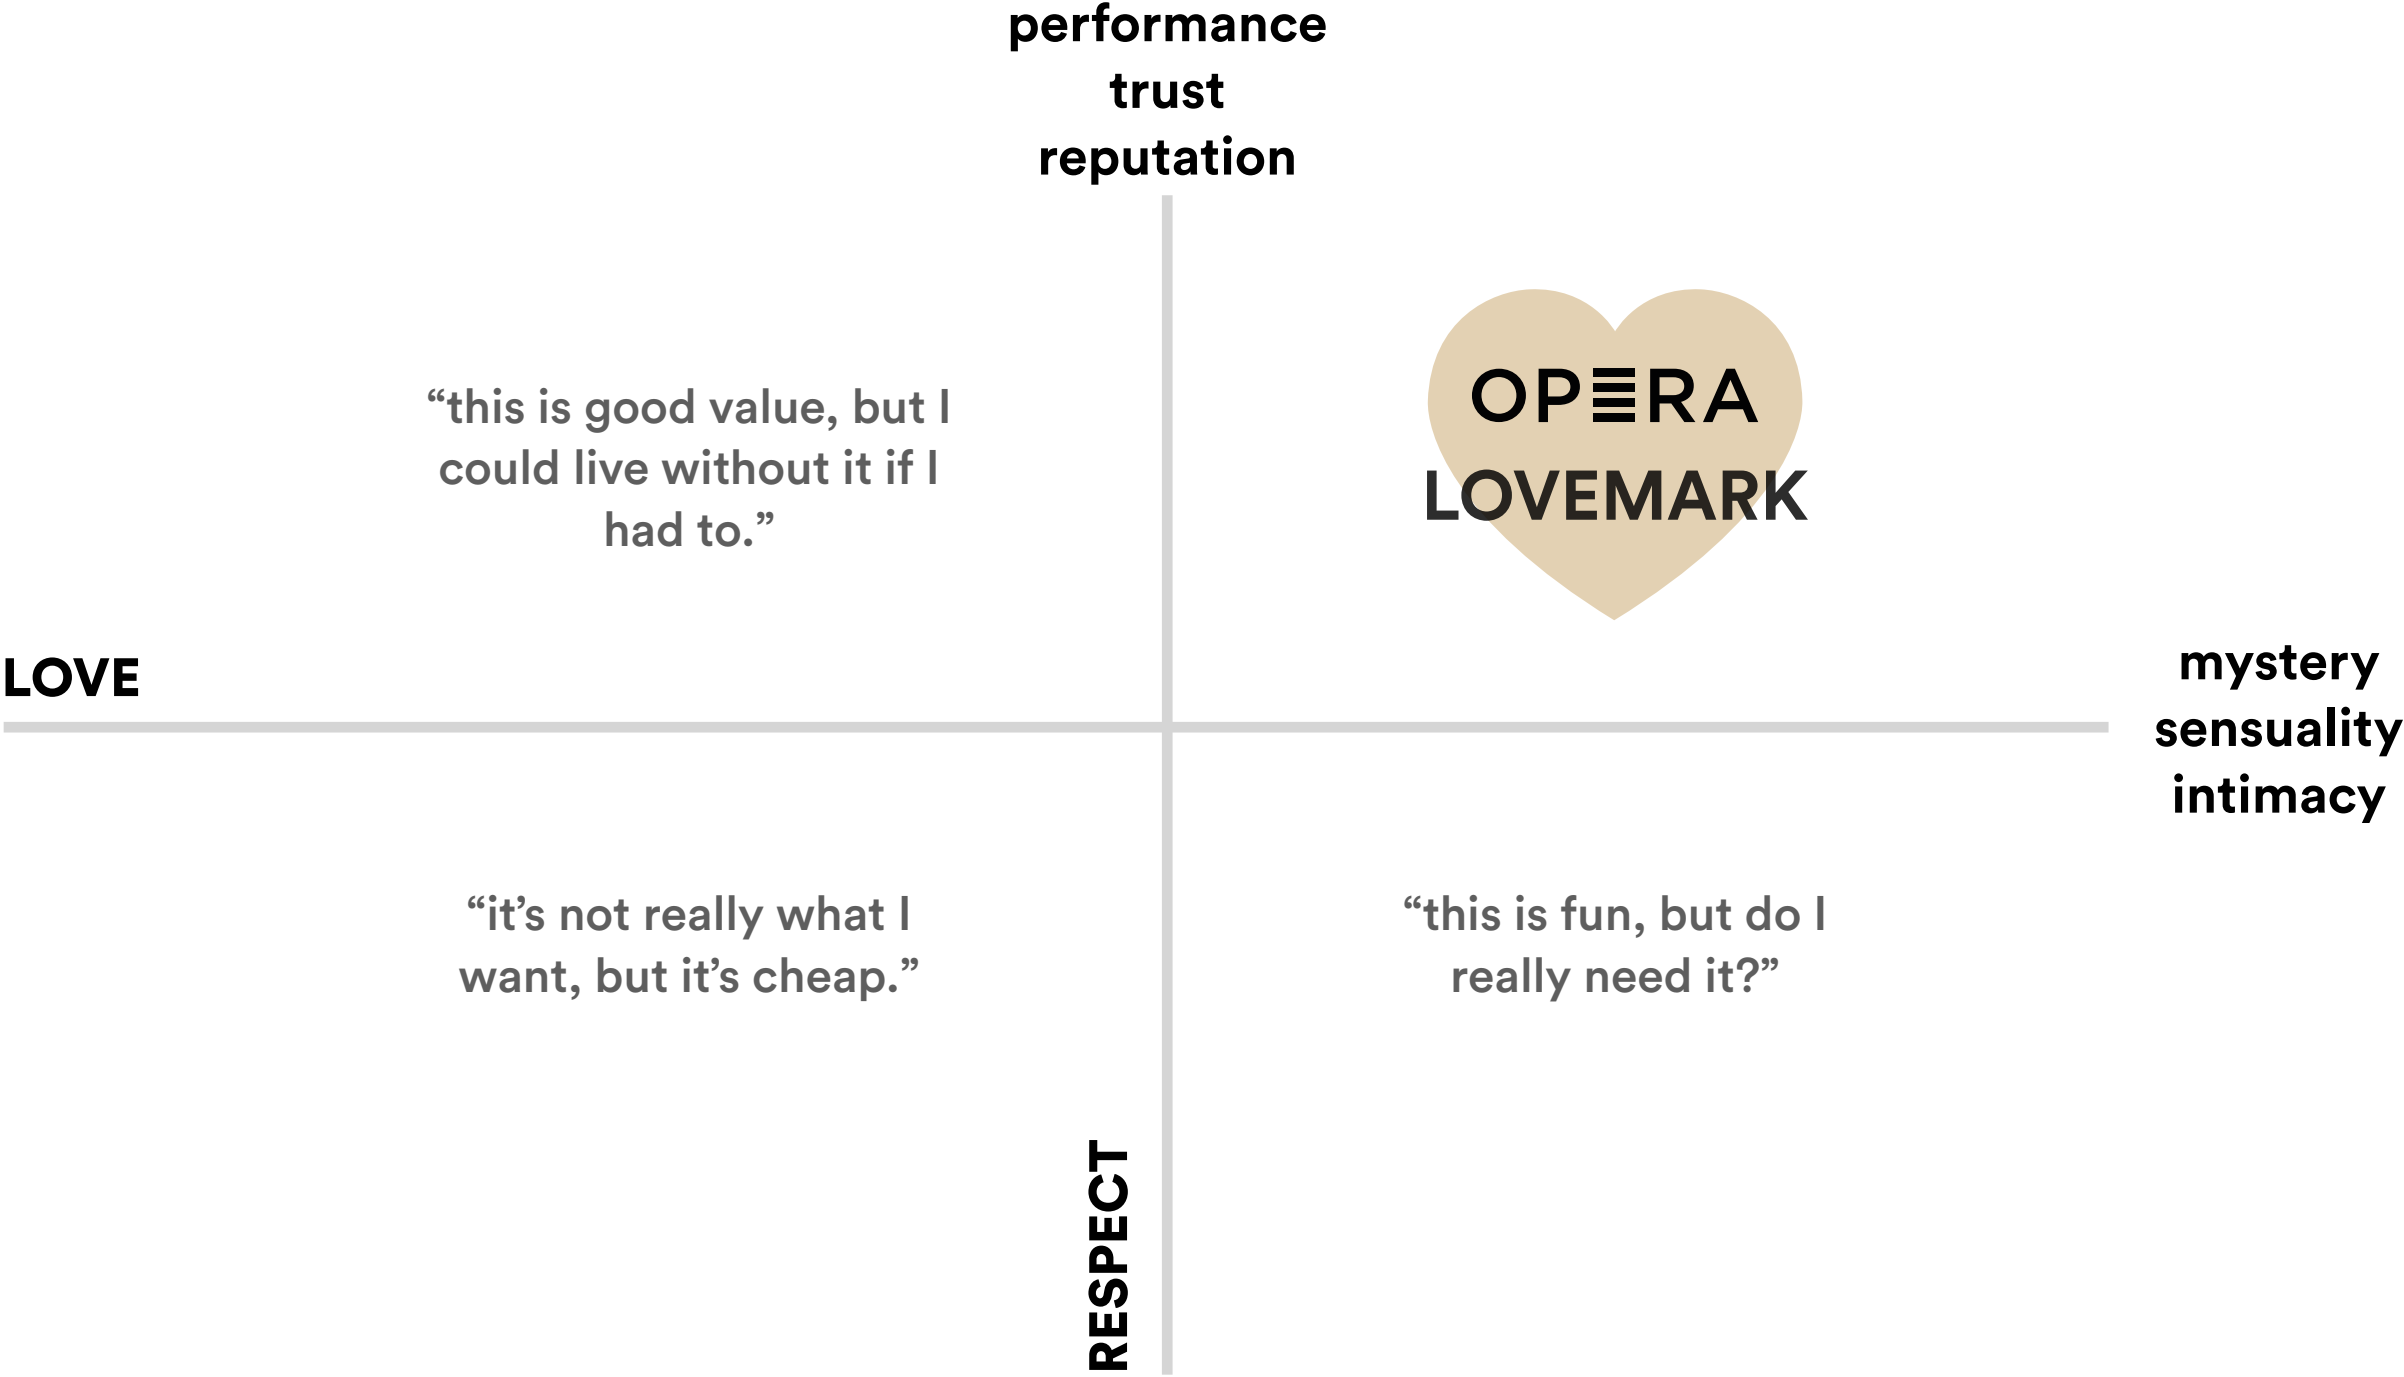 performance
trust
reputation
OPERA
LOVEMARK
“this is good value, but I
could live without it if I
had to.”
LOVE
mystery
sensuality
intimacy
“it’s not really what I
want, but it’s cheap.”
“this is fun, but do I
really need it?”
RESPECT